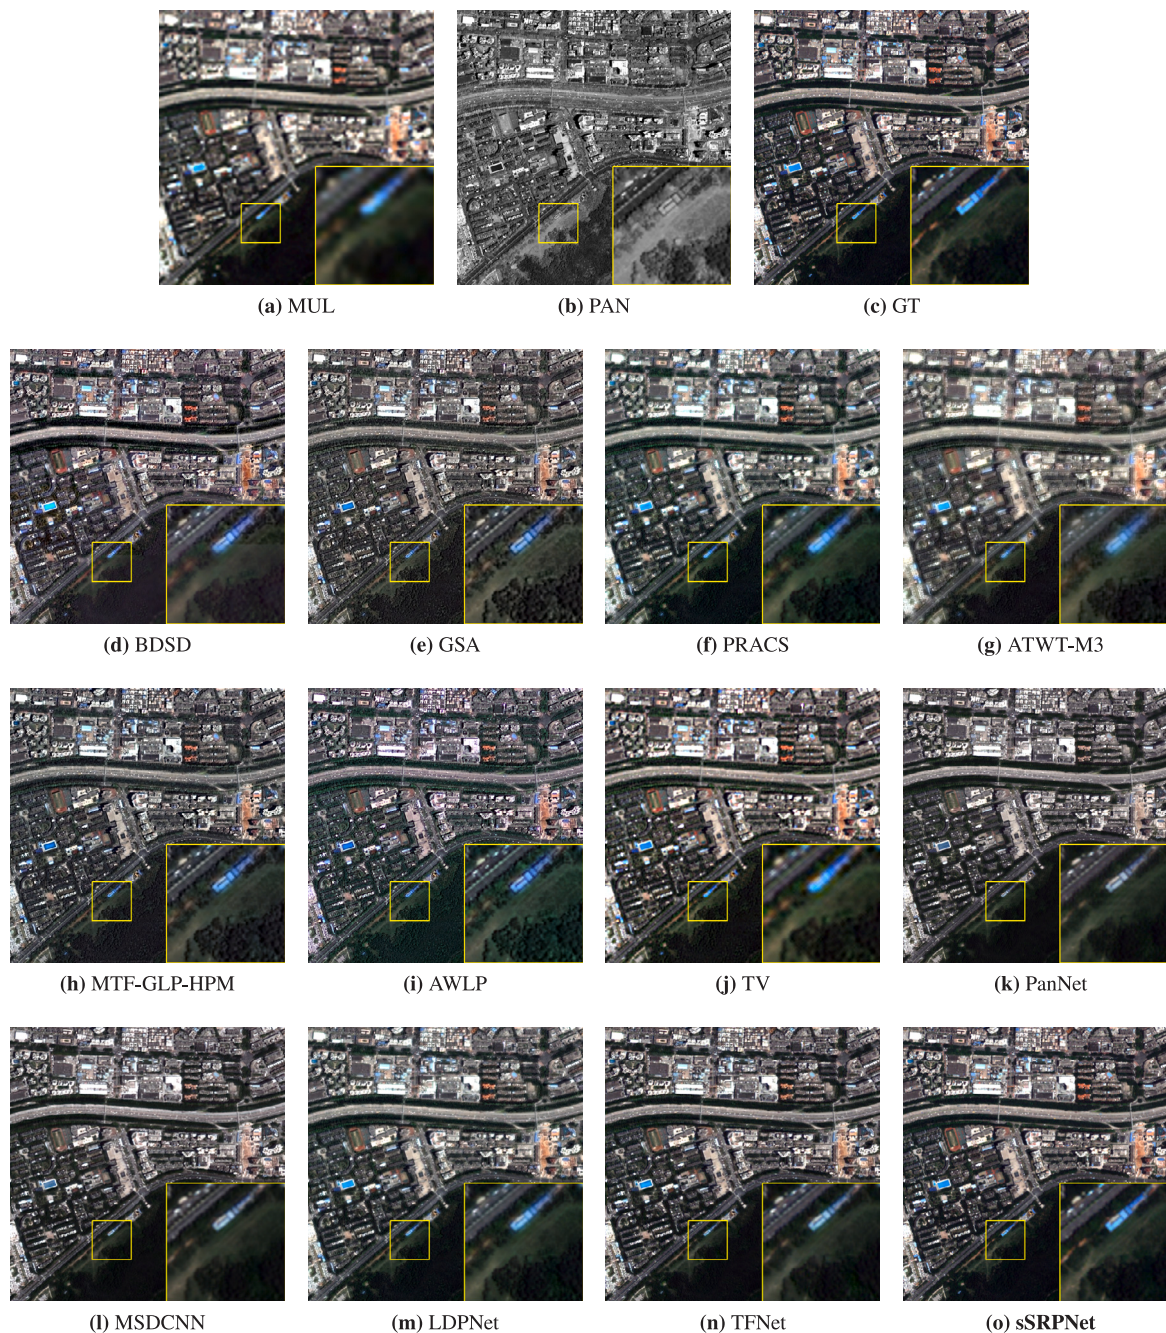 (a) MUL
(b) PAN
(c) GT
(d) BDSD
(e) GSA
(f) PRACS
(g) ATWT-M3
(h) MTF-GLP-HPM
(i) AWLP
(j) TV
(k) PanNet
(l) MSDCNN
(m) LDPNet
(n) TFNet
(o) sSRPNet